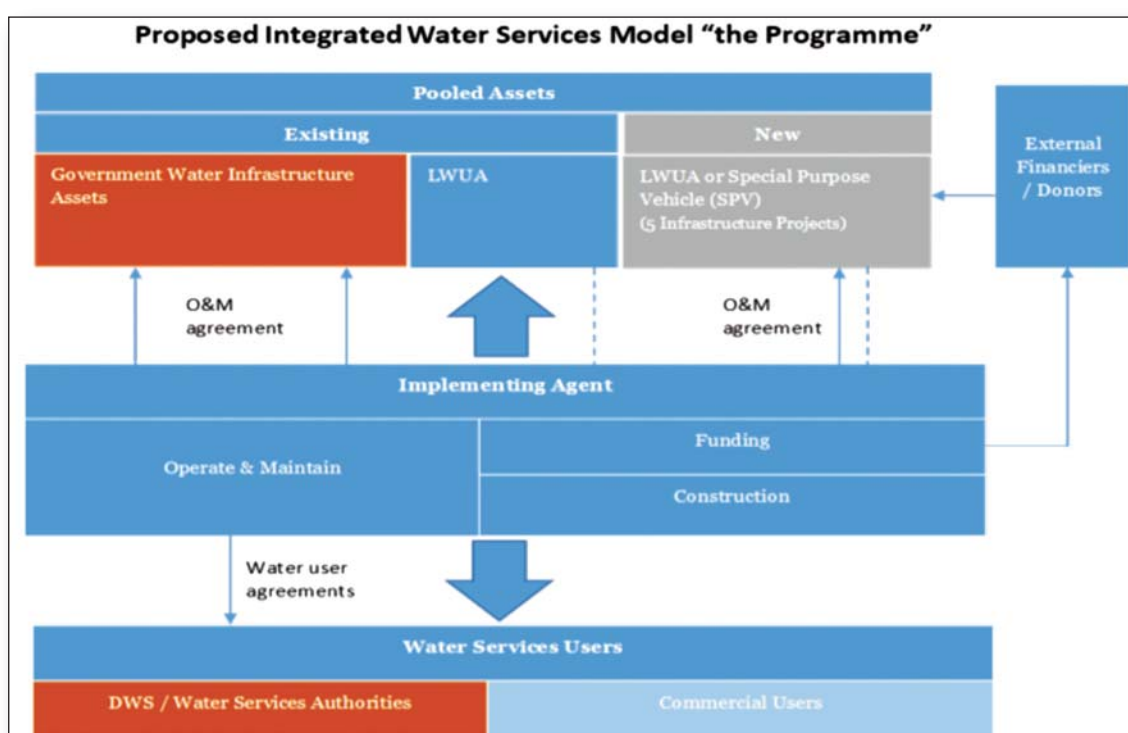 Proposed Integrated Water Services Model “the Programme”
Pooled Assets
Existing
New
Government Water Infrastructure
Assets
LWUA
LWUA or Special Purpose
Vehicle (SPV)
(5 Infrastructure Projects)
External
Financiers
/ Donors
O&M
agreement
O&M
agreement
Implementing Agent
Operate & Maintain
Funding
Construction
Water user
agreements
Water Services Users
DWS / Water Services Authorities
Commercial Users